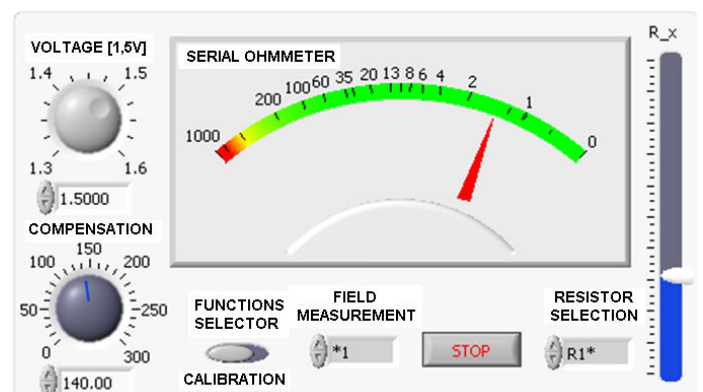 VOLTAGE [1,5V]
1.4 1.5
1.3 1.6
1.5000
COMPENSATION
100 150 200
50 250
0 300
140.00
SERIAL OHMMETER
1000 200 100 60 35 20 13 8 6 4 2 1 0
FUNCTIONS
SELECTOR
CALIBRATION
FIELD
MEASUREMENT
*1
STOP
RESISTOR
SELECTION
R1*
R_x